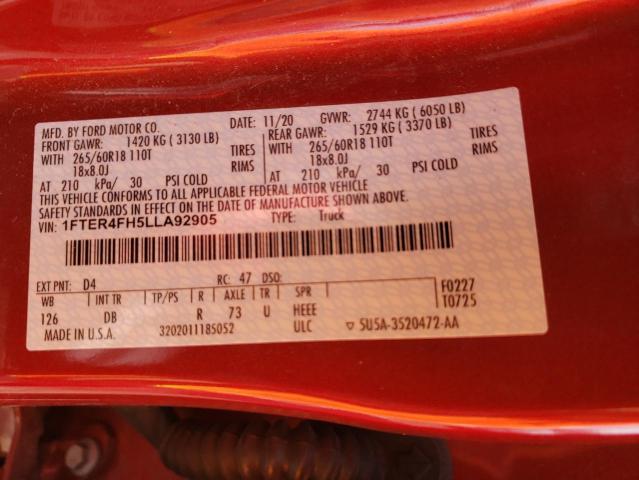 MFD. BY FORD MOTOR CO.
DATE: 11/20 GVWR: 2744 KG ( 6050 LB)
FRONT GAWR: 1420 KG ( 3130 LB)
REAR GAWR: 1529 KG ( 3370 LB)
WITH 265/60R18 110T TIRES
265/60R18 110T TIRES
18x8.0J RIMS
WITH 18x8.0J RIMS
AT 210 kPa/ 30 PSI COLD
AT 210 kPa/ 30 PSI COLD
THIS VEHICLE CONFORMS TO ALL APPLICABLE FEDERAL MOTOR VEHICLE
SAFETY STANDARDS IN EFFECT ON THE DATE OF MANUFACTURE SHOWN ABOVE.
VIN: 1FTER4FH5LLA92905 TYPE: Truck
EXT PNT: D4 RC: 47 DSO:
WB INT TR TP/PS R AXLE TR SPR
126 DB R 73 U HEEE
ULC
F0227
T0725
MADE IN U.S.A. 3202011185052
▽ 5U5A-3520472-AA